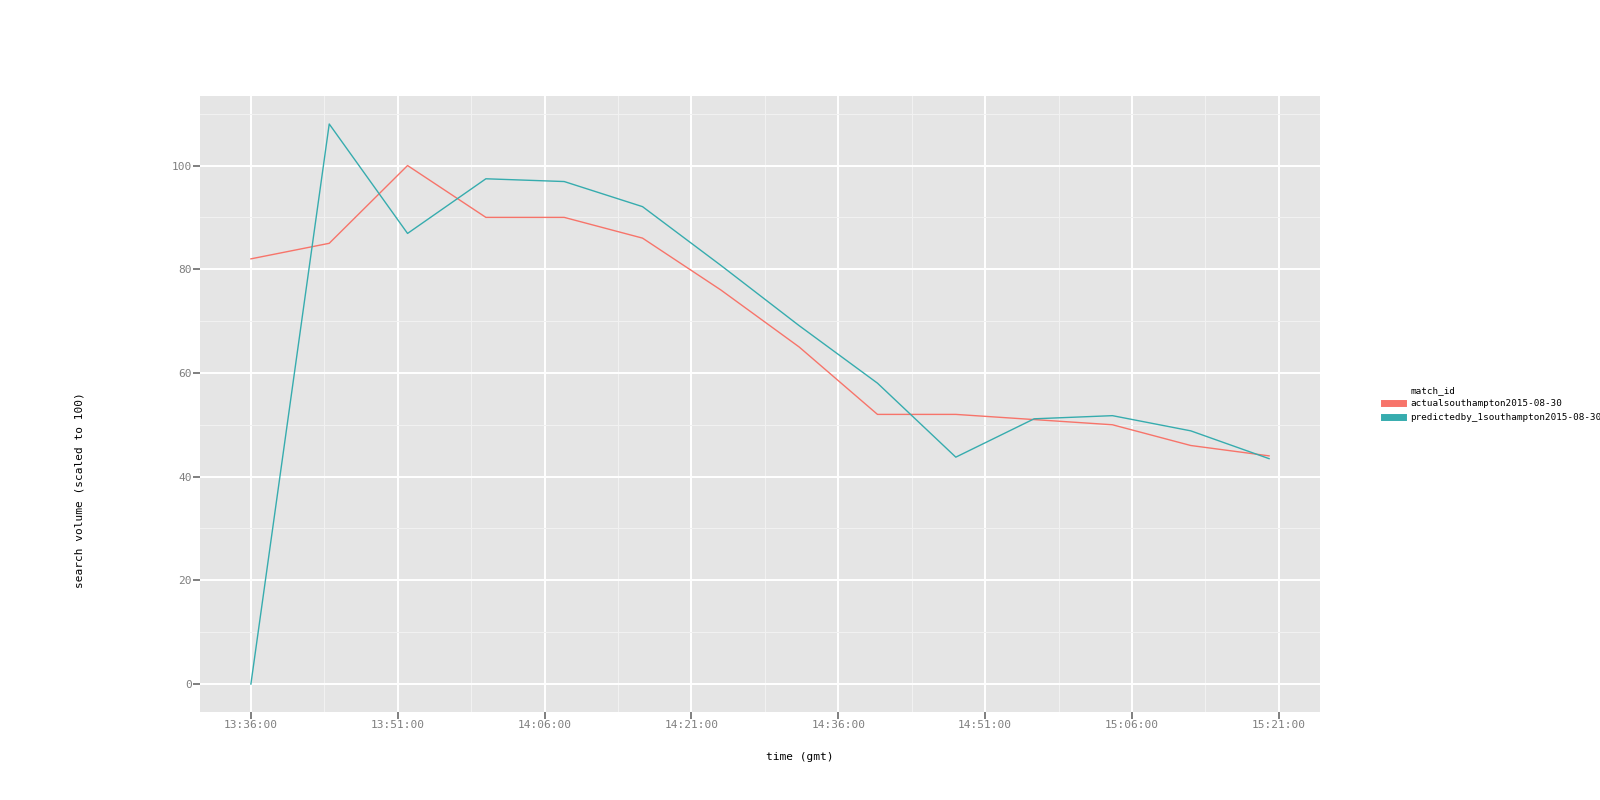 100
80
60
40
20
0
search volume (scaled to 100)
13:36:00 13:51:00 14:06:00 14:21:00 14:36:00 14:51:00 15:06:00 15:21:00
time (gmt)
match_id
actualsouthampton2015-08-30
predictedby_1southampton2015-08-30